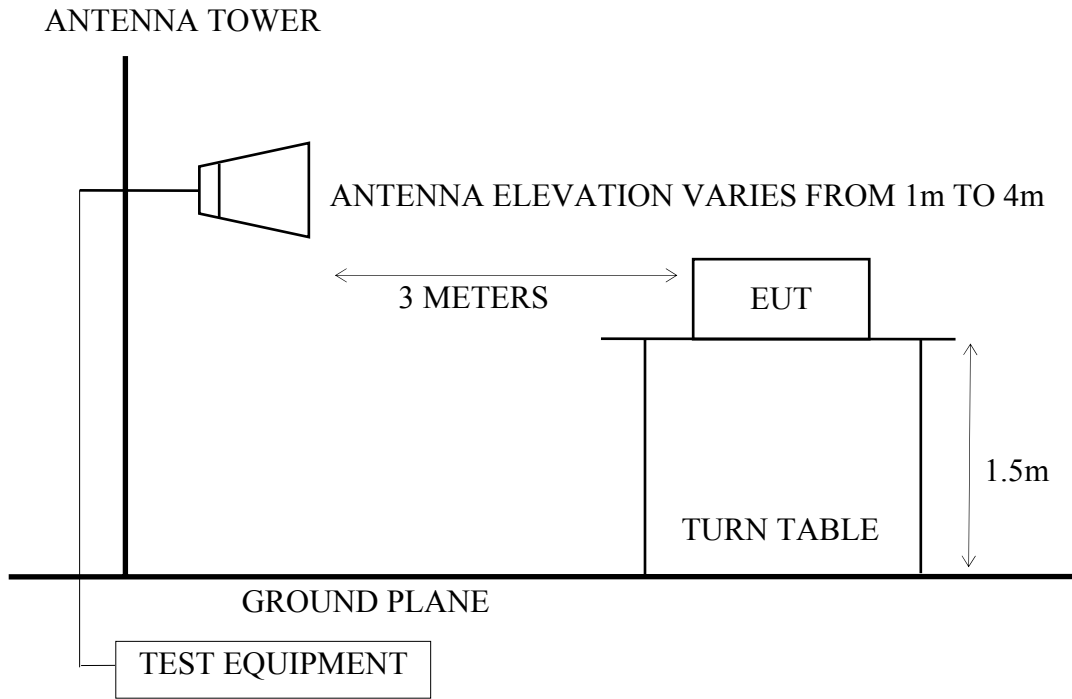 ANTENNA TOWER
ANTENNA ELEVATION VARIES FROM 1m TO 4m
3 METERS
EUT
1.5m
TURN TABLE
GROUND PLANE
TEST EQUIPMENT